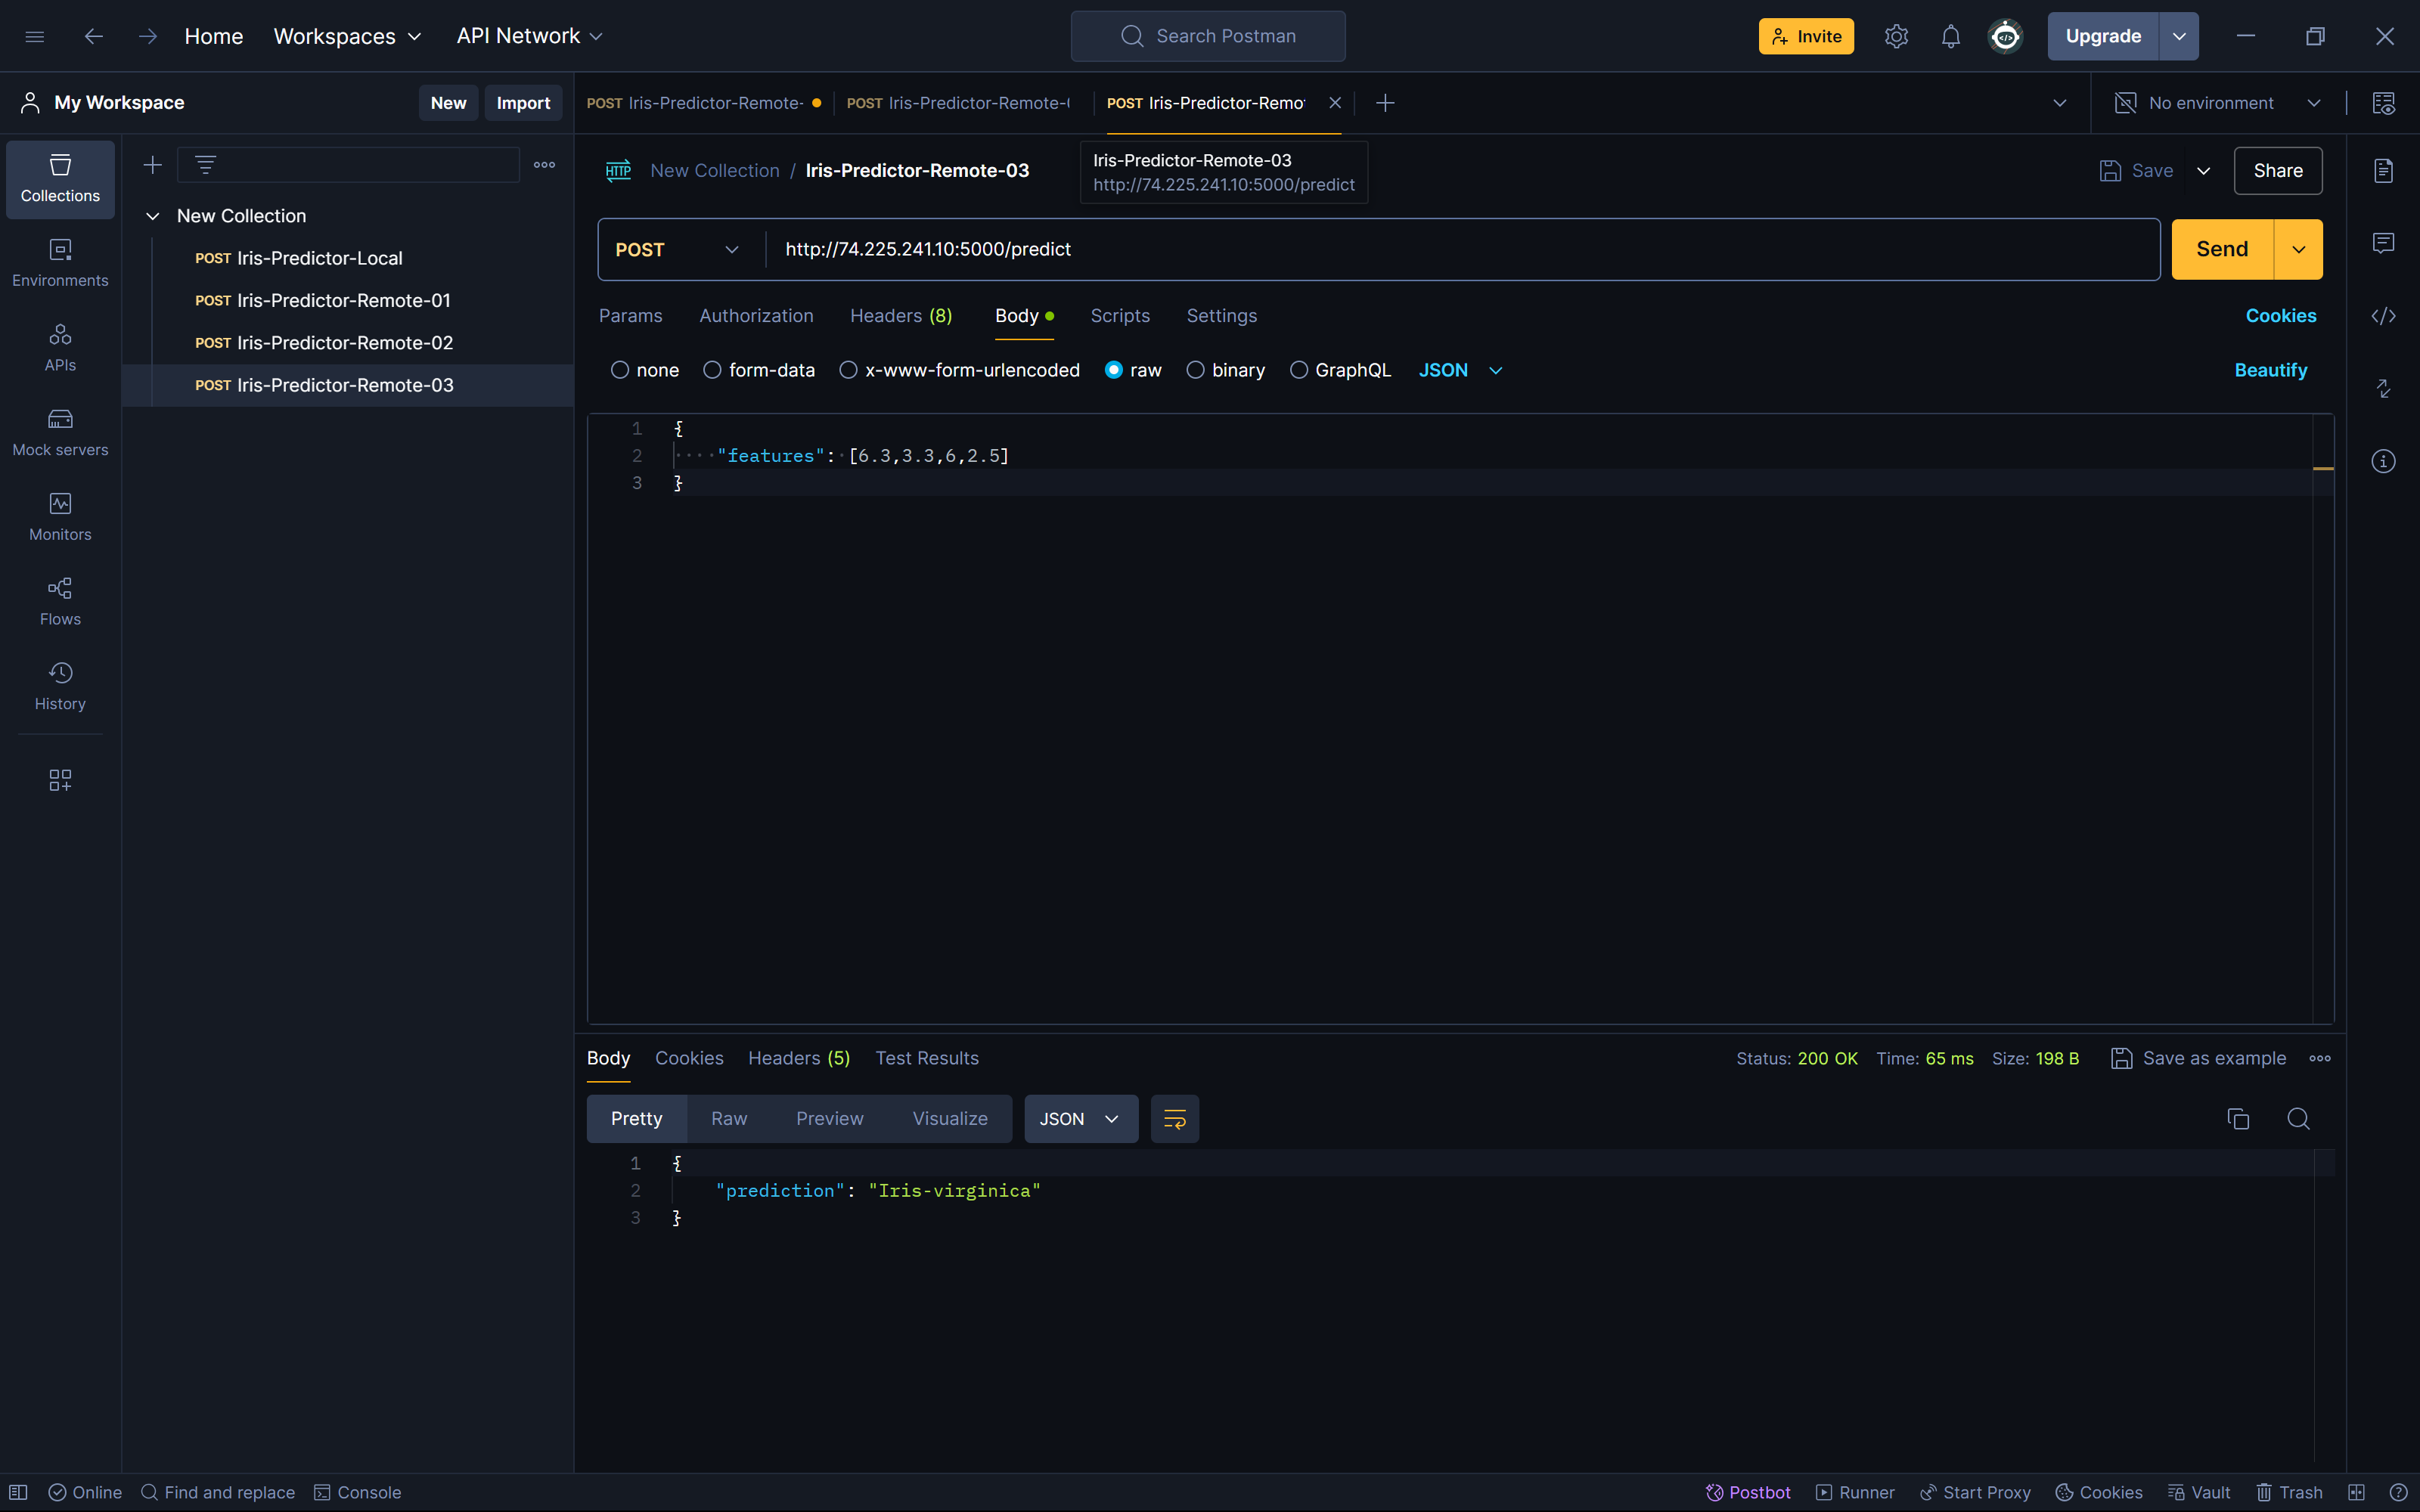 Home Workspaces API Network Search Postman Invite Upgrade
My Workspace New Import
POST Iris-Predictor-Remote- POST Iris-Predictor-Remote-( POST Iris-Predictor-Remo No environment
Collections
Environments
APIs
Mock servers
Monitors
Flows
History
New Collection
POST Iris-Predictor-Local
POST Iris-Predictor-Remote-01
POST Iris-Predictor-Remote-02
POST Iris-Predictor-Remote-03
HTTP New Collection / Iris-Predictor-Remote-03
Iris-Predictor-Remote-03
http://74.225.241.10:5000/predict
Save Share
POST http://74.225.241.10:5000/predict Send
Params Authorization Headers (8) Body Scripts Settings Cookies
none form-data x-www-form-urlencoded raw binary GraphQL JSON Beautify
1 {
2 "features": [6.3,3.3,6,2.5]
3 }
Body Cookies Headers (5) Test Results Status: 200 OK Time: 65 ms Size: 198 B Save as example
Pretty Raw Preview Visualize JSON
1 {
2 "prediction": "Iris-virginica"
3 }
Online Find and replace Console Postbot Runner Start Proxy Cookies Vault Trash